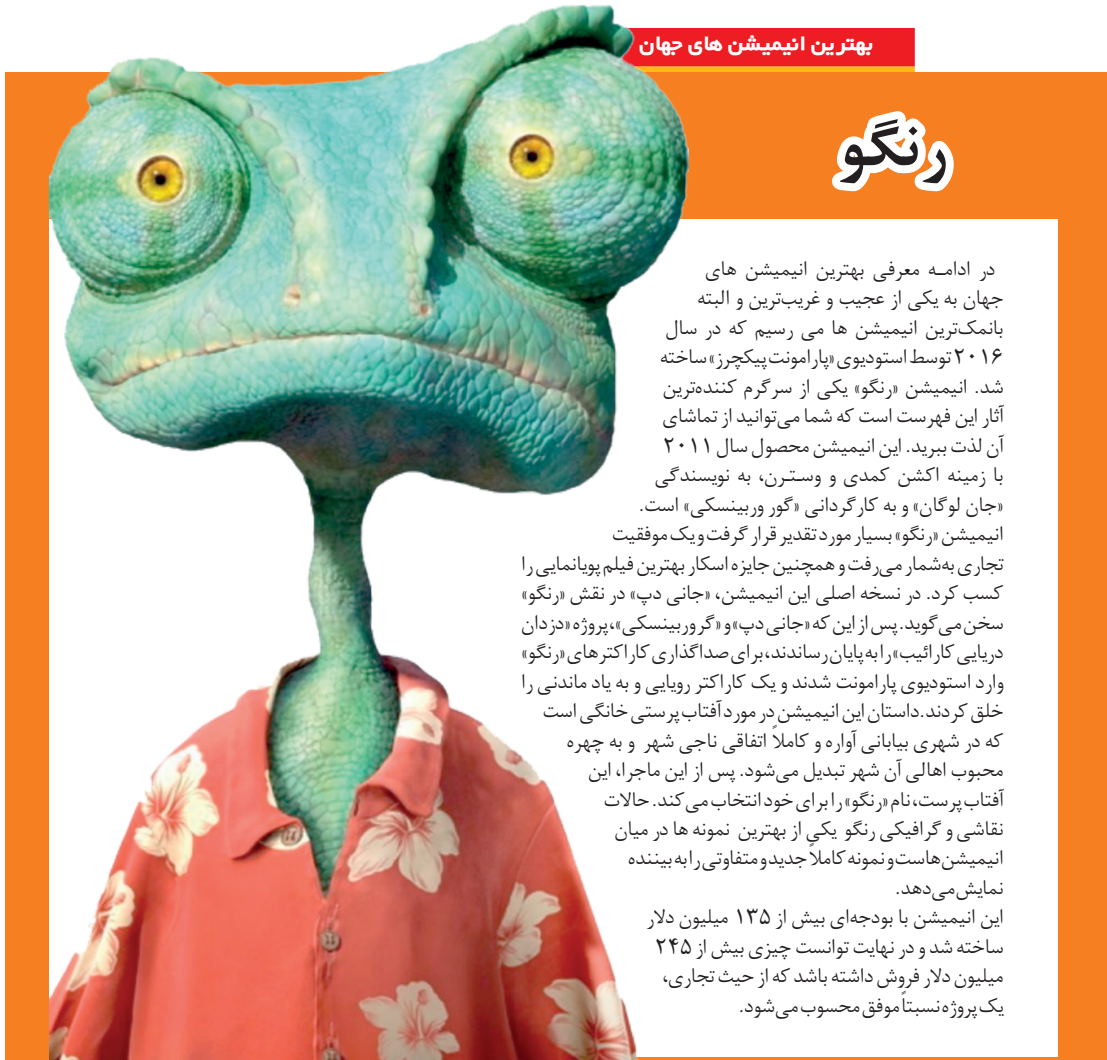 بهترین انیمیشن های جهان
رنگو
در ادامـه معرفی بهترین انیمیشن های
جهان به یکی از عجیب و غریب‌ترین و البته
بانمک‌ترین انیمیشن ها می رسیم که در سال
۲۰۱۶ توسط استودیوی «پارامونت پیکچرز» ساخته
شد. انیمیشن «رنگو» یکی از سرگرم کننده‌ترین
آثار این فهرست است که شما می‌توانید از تماشای
آن لذت ببرید. این انیمیشن محصول سال ۲۰۱۱
با زمینه اکشن کمدی و وسـتـرن، به نویسندگی
«جان لوگان» و به کارگردانی «گور وربینسکی» است.
انیمیشن «رنگو» بسیار مورد تقدیر قرار گرفت و یک موفقیت
تجاری به‌شمار می‌رفت و همچنین جایزه اسکار بهترین فیلم پویانمایی را
کسب کرد. در نسخه اصلی این انیمیشن، «جانی دپ» در نقش «رنگو»
سخن می‌گوید. پس از این که «جانی دپ» و «گروربینسکی»، پروژه «دزدان
دریایی کارائیب» را به پایان رساندند، برای صداگذاری کاراکترهای «رنگو»
وارد استودیوی پارامونت شدند و یک کاراکتر رویایی و به یاد ماندنی را
خلق کردند. داستان این انیمیشن در مورد آفتاب پرستی خانگی است
که در شهری بیابانی آواره و کاملاً اتفاقی ناجی شهر و به چهره
محبوب اهالی آن شهر تبدیل می‌شود. پس از این ماجرا، این
آفتاب پرست، نام «رنگو» را برای خود انتخاب می کند. حالات
نقاشی و گرافیکی رنگو یکی از بهترین نمونه ها در میان
انیمیشن‌هاست و نمونه کاملاً جدید و متفاوتی را به بیننده
نمایش می‌دهد.
این انیمیشن با بودجه‌ای بیش از ۱۳۵ میلیون دلار
ساخته شد و در نهایت توانست چیزی بیش از ۲۴۵
میلیون دلار فروش داشته باشد که از حیث تجاری،
یک پروژه نسبتاً موفق محسوب می‌شود.